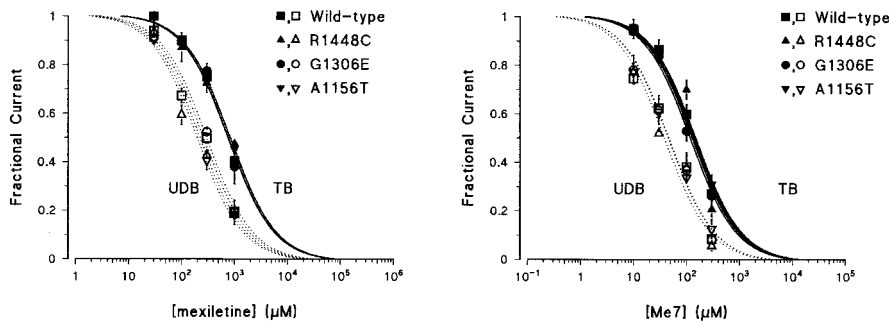 Fractional Current
1
0.8
0.6
0.4
0.2
0
■,□ Wild-type
▲,△ R1448C
●,○ G1306E
▼,▽ A1156T
UDB
TB
1 10 10² 10³ 10⁴ 10⁵ 10⁶
[mexiletine] (μM)
Fractional Current
1
0.8
0.6
0.4
0.2
0
■,□ Wild-type
▲,△ R1448C
●,○ G1306E
▼,▽ A1156T
UDB
TB
10⁻¹ 1 10 10² 10³ 10⁴ 10⁵
[Me7] (μM)